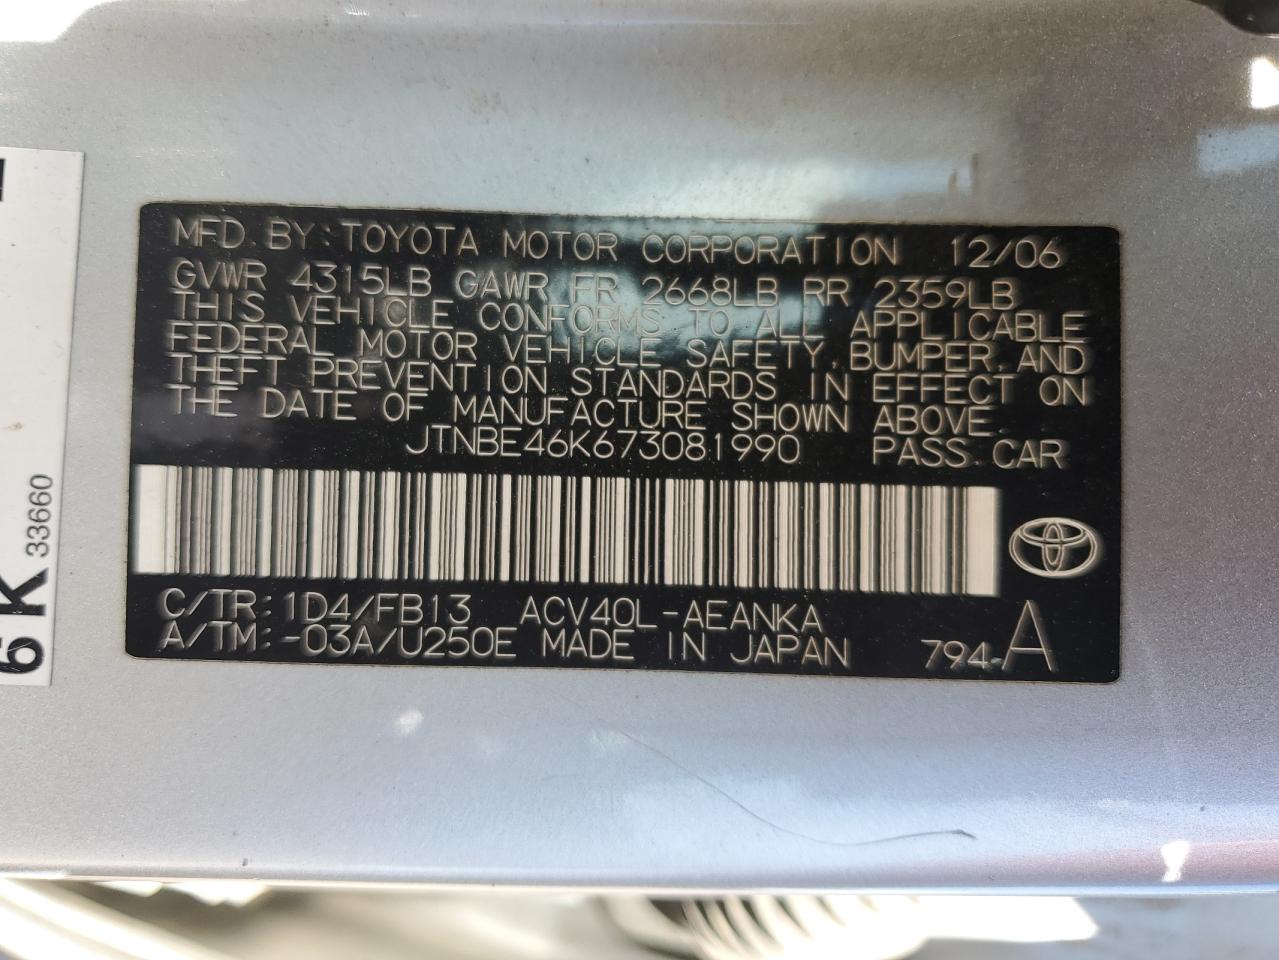 MFD. BY: TOYOTA MOTOR CORPORATION 12/06
GVWR 4315LB GAWR FR 2668LB RR 2359LB
THIS VEHICLE CONFORMS TO ALL APPLICABLE
FEDERAL MOTOR VEHICLE SAFETY, BUMPER, AND
THEFT PREVENTION STANDARDS IN EFFECT ON
THE DATE OF MANUFACTURE SHOWN ABOVE.
JTNBE46K673081990 PASS. CAR
C/TR: 1D4/FB13 ACV40L-AEANKA
A/TM: -03A/U250E MADE IN JAPAN 794-A
6K
33660